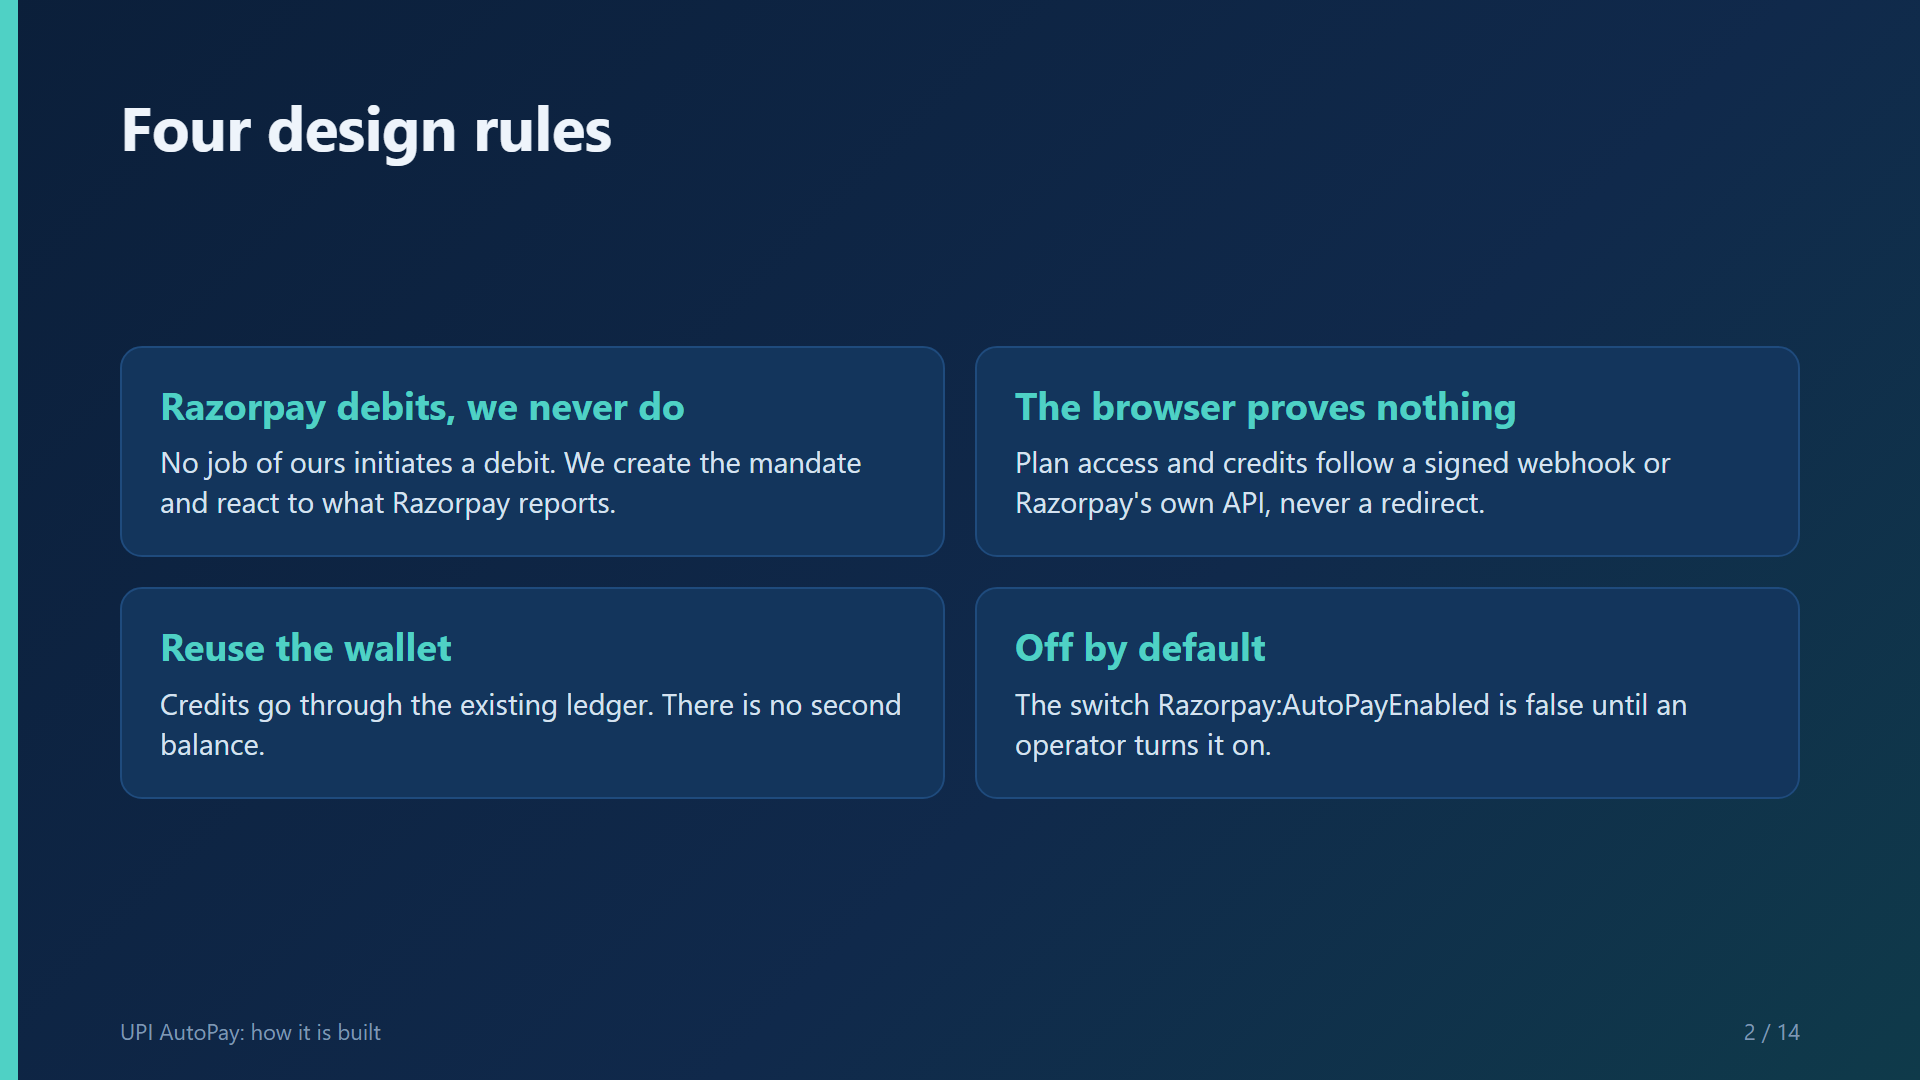 Four design rules
Razorpay debits, we never do
No job of ours initiates a debit. We create the mandate
and react to what Razorpay reports.
The browser proves nothing
Plan access and credits follow a signed webhook or
Razorpay's own API, never a redirect.
Reuse the wallet
Credits go through the existing ledger. There is no second
balance.
Off by default
The switch Razorpay:AutoPayEnabled is false until an
operator turns it on.
UPI AutoPay: how it is built
2 / 14